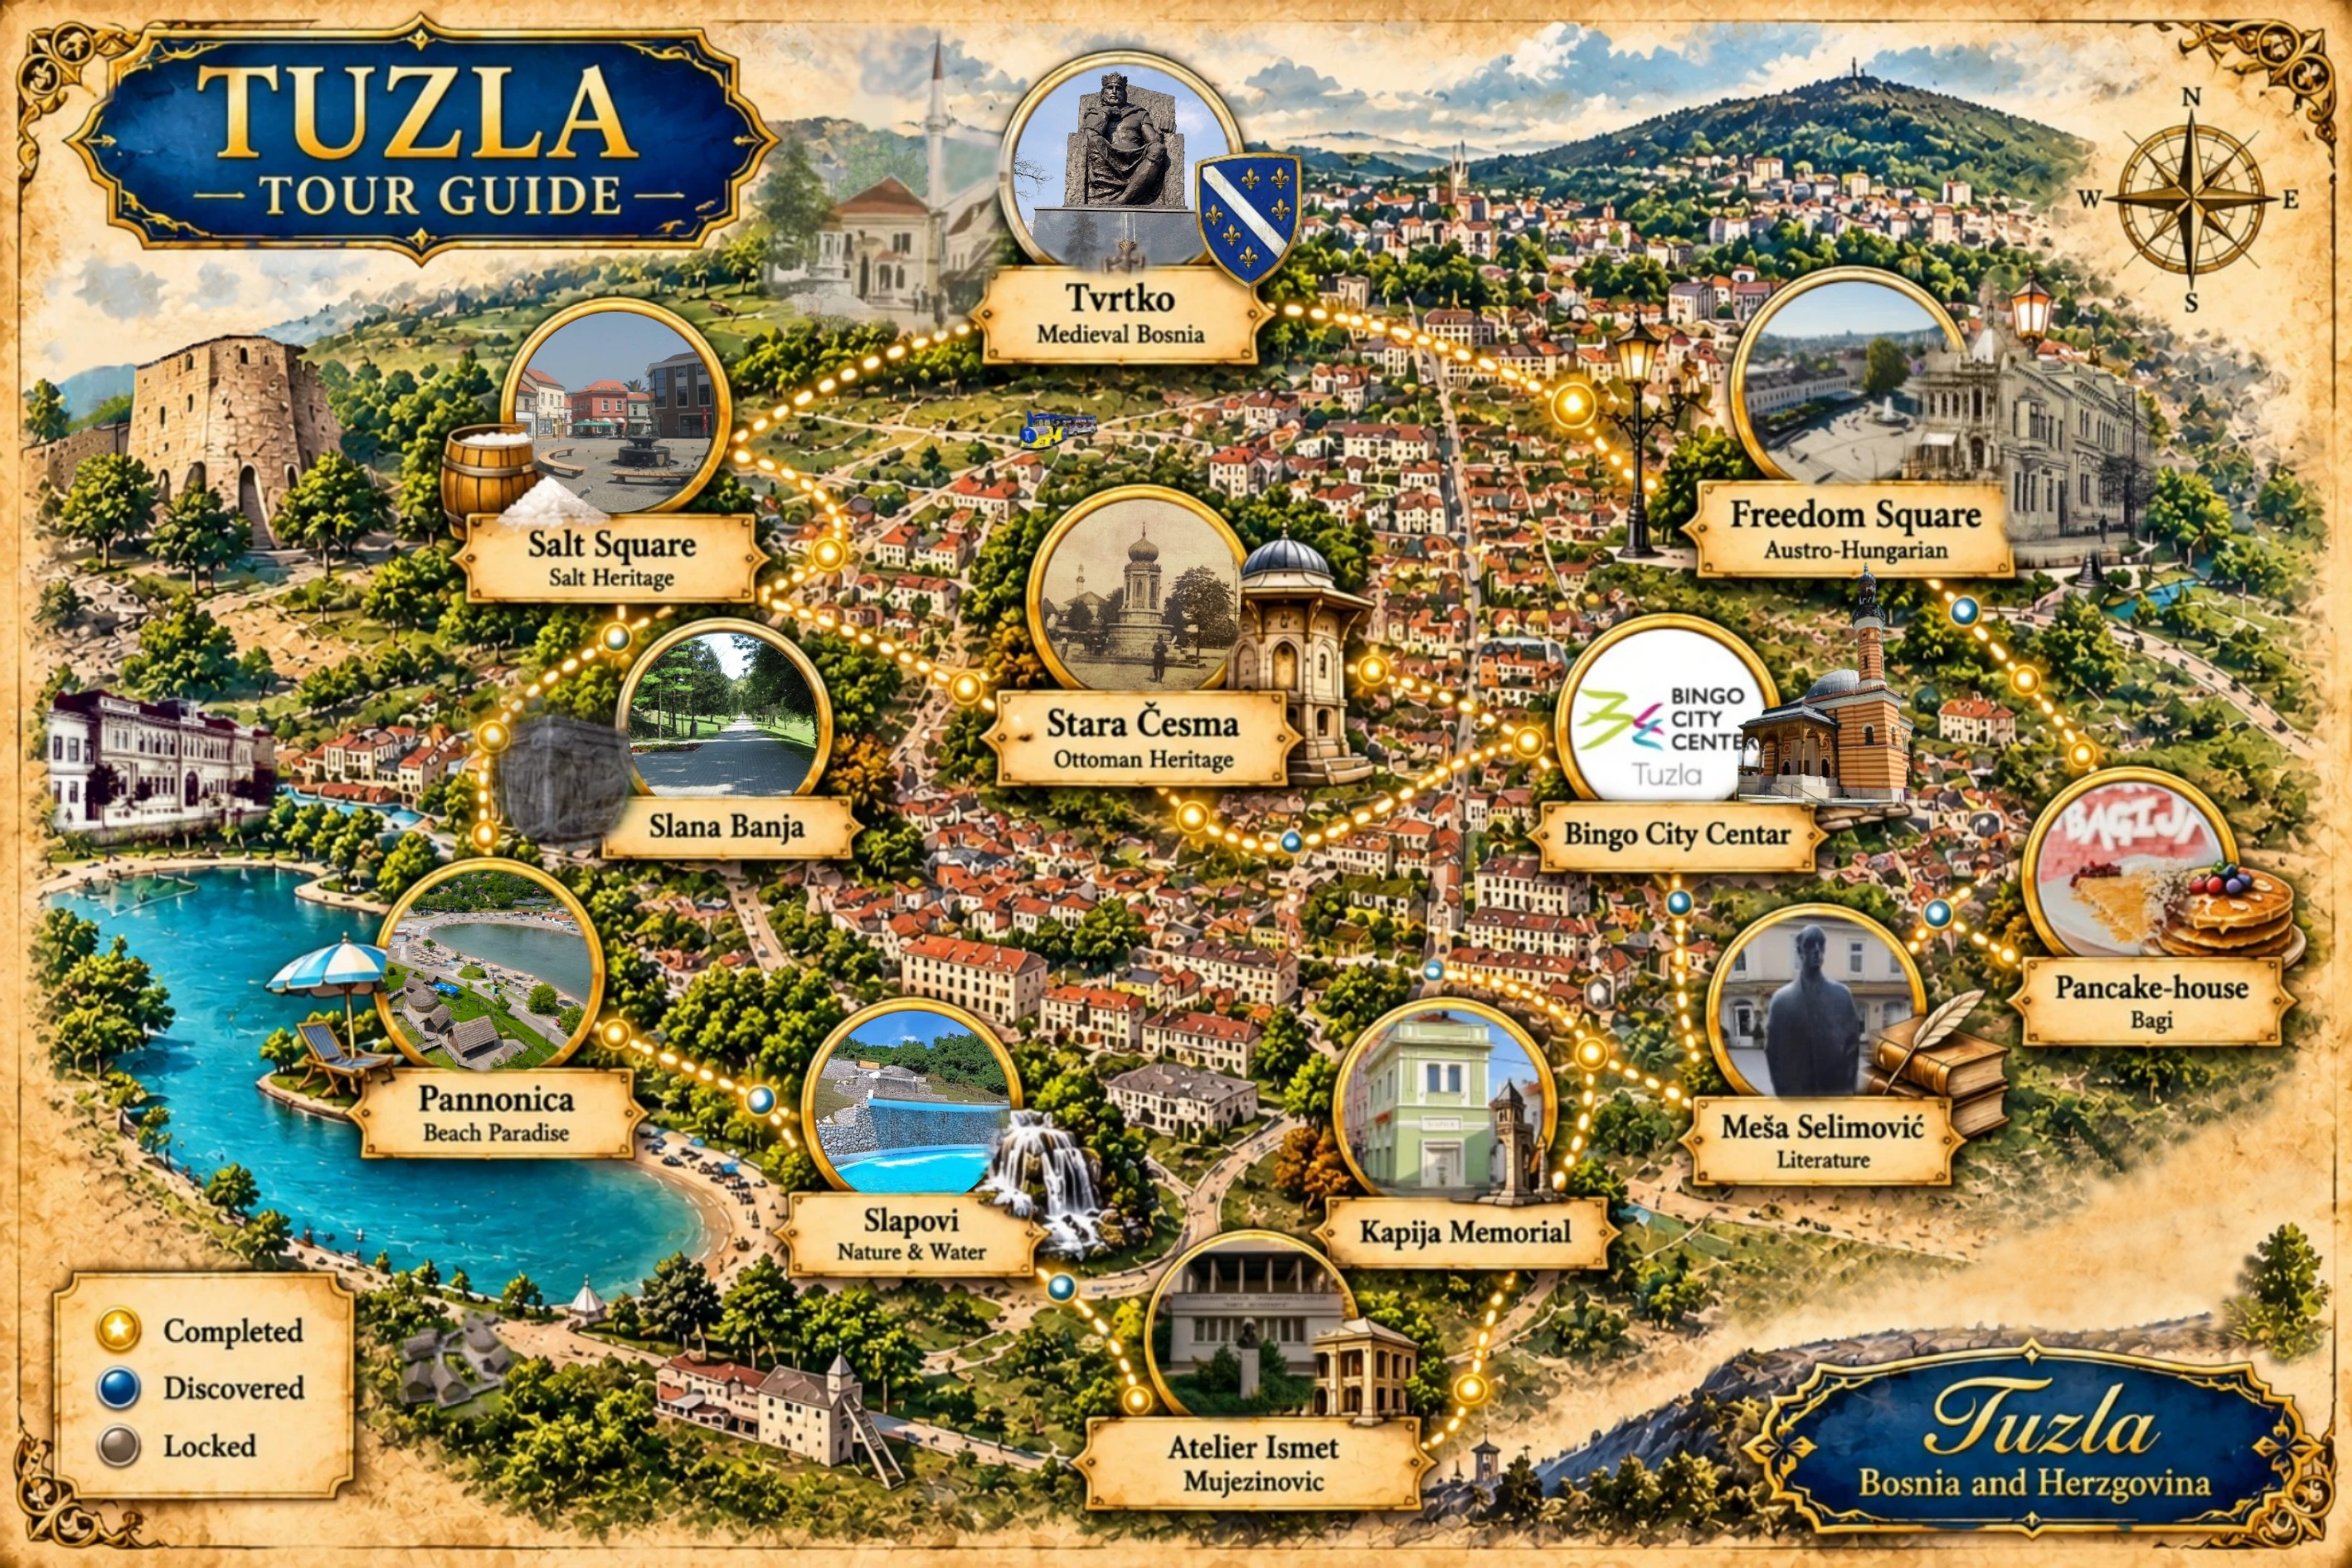 TUZLA
TOUR GUIDE
N
W
E
S
Tvrtko
Medieval Bosnia
Salt Square
Salt Heritage
Freedom Square
Austro-Hungarian
Stara Česma
Ottoman Heritage
BINGO
CITY
CENTER
Tuzla
Bingo City Centar
Slana Banja
BAGIJA
Pancake-house
Bagi
Pannonica
Beach Paradise
Meša Selimović
Literature
Slapovi
Nature & Water
Kapija Memorial
Atelier Ismet
Mujezinovic
Completed
Discovered
Locked
Tuzla
Bosnia and Herzgovina